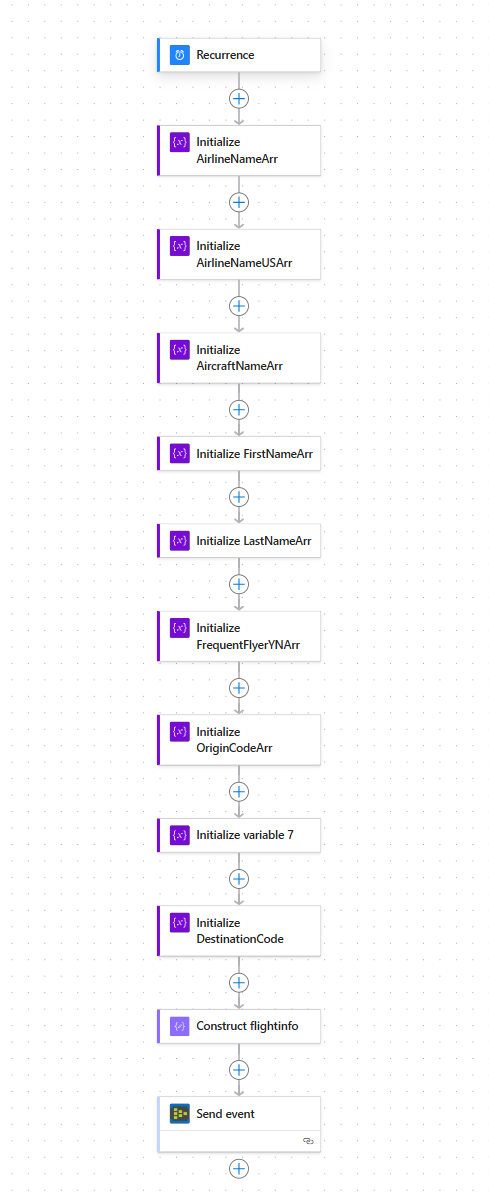 Recurrence
Initialize
AirlineNameArr
Initialize
AirlineNameUSArr
Initialize
AircraftNameArr
Initialize FirstNameArr
Initialize LastNameArr
Initialize
FrequentFlyerYNArr
Initialize
OriginCodeArr
Initialize variable 7
Initialize
DestinationCode
Construct flightinfo
Send event